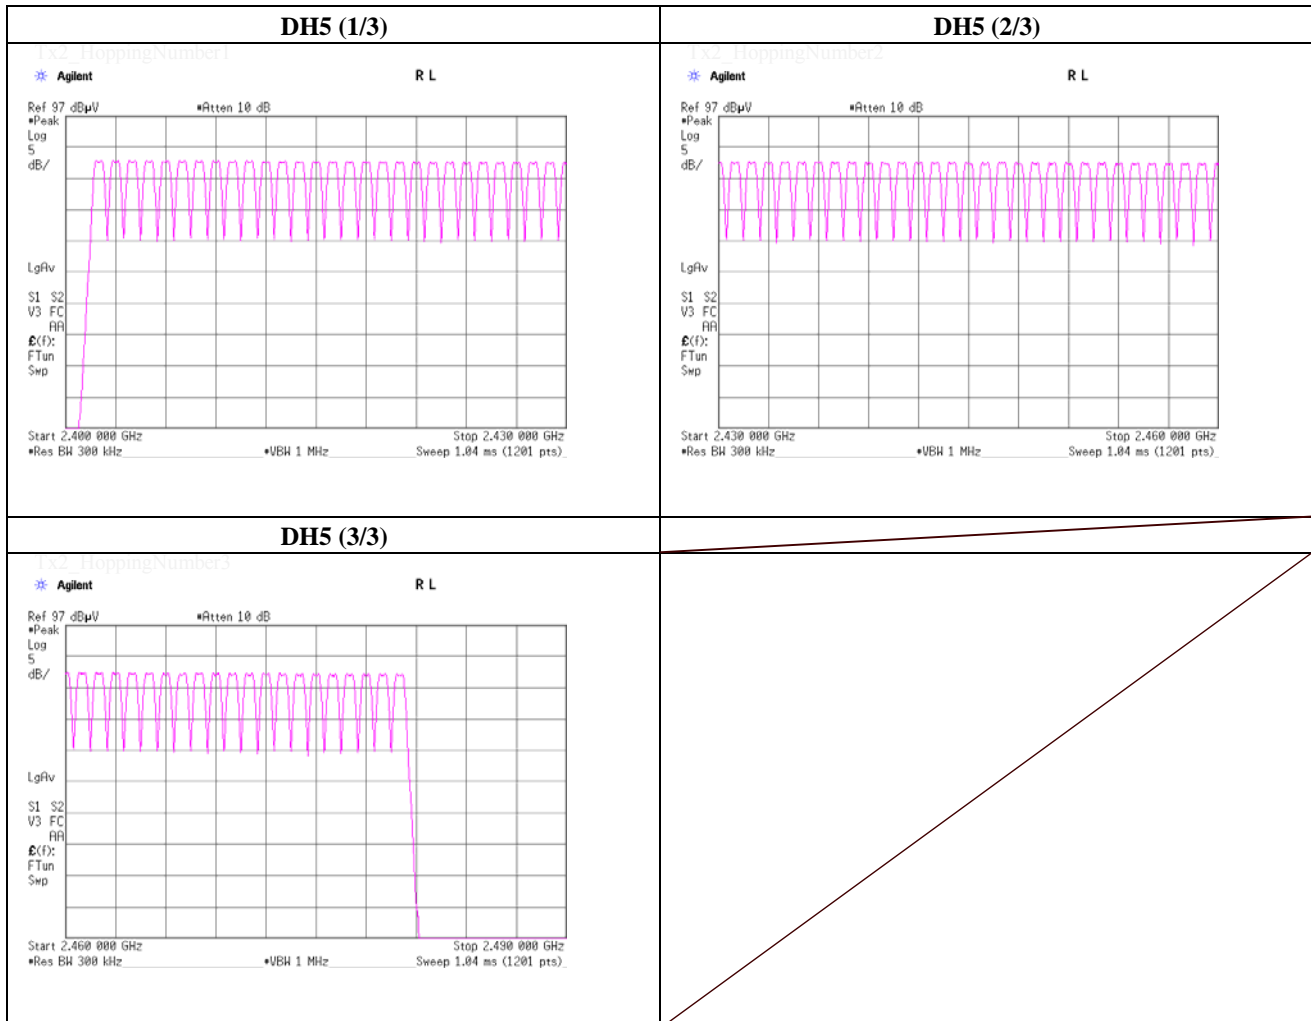 DH5 (1/3)
DH5 (2/3)
Tx2_HoppingNumber1
Agilent R L
Ref 97 dBµV #Atten 10 dB
#Peak
Log
5
dB/
LgAv
S1 S2
V3 FC
AA
£(f):
FTun
Swp
Start 2.400 000 GHz Stop 2.430 000 GHz
#Res BW 300 kHz #VBW 1 MHz Sweep 1.04 ms (1201 pts)
Tx2_HoppingNumber2
Agilent R L
Ref 97 dBµV #Atten 10 dB
#Peak
Log
5
dB/
LgAv
S1 S2
V3 FC
AA
£(f):
FTun
Swp
Start 2.430 000 GHz Stop 2.460 000 GHz
#Res BW 300 kHz #VBW 1 MHz Sweep 1.04 ms (1201 pts)
DH5 (3/3)
Tx2_HoppingNumber3
Agilent R L
Ref 97 dBµV #Atten 10 dB
#Peak
Log
5
dB/
LgAv
S1 S2
V3 FC
AA
£(f):
FTun
Swp
Start 2.460 000 GHz Stop 2.490 000 GHz
#Res BW 300 kHz #VBW 1 MHz Sweep 1.04 ms (1201 pts)